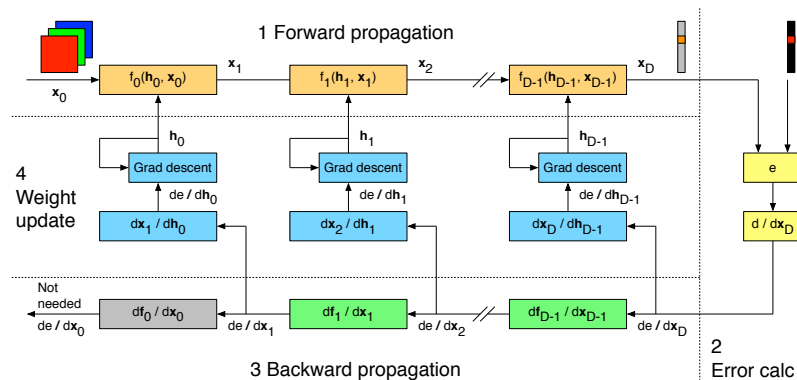 1 Forward propagation
x0
f0(h0, x0)
x1
f1(h1, x1)
x2
fD-1(hD-1, xD-1)
xD
4
Weight
update
h0
Grad descent
de / dh0
dx1 / dh0
h1
Grad descent
de / dh1
dx2 / dh1
hD-1
Grad descent
de / dhD-1
dxD / dhD-1
e
d / dxD
Not
needed
de / dx0
df0 / dx0
de / dx1
df1 / dx1
de / dx2
dfD-1 / dxD-1
de / dxD
3 Backward propagation
2
Error calc